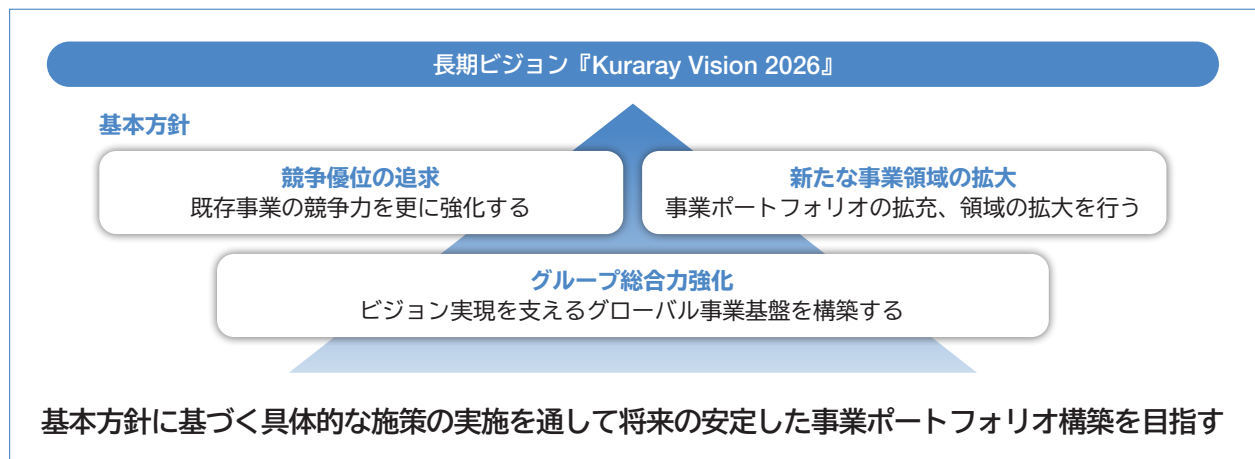 長期ビジョン『Kuraray Vision 2026』
基本方針
競争優位の追求
既存事業の競争力を更に強化する
新たな事業領域の拡大
事業ポートフォリオの拡充、領域の拡大を行う
グループ総合力強化
ビジョン実現を支えるグローバル事業基盤を構築する
基本方針に基づく具体的な施策の実施を通して将来の安定した事業ポートフォリオ構築を目指す